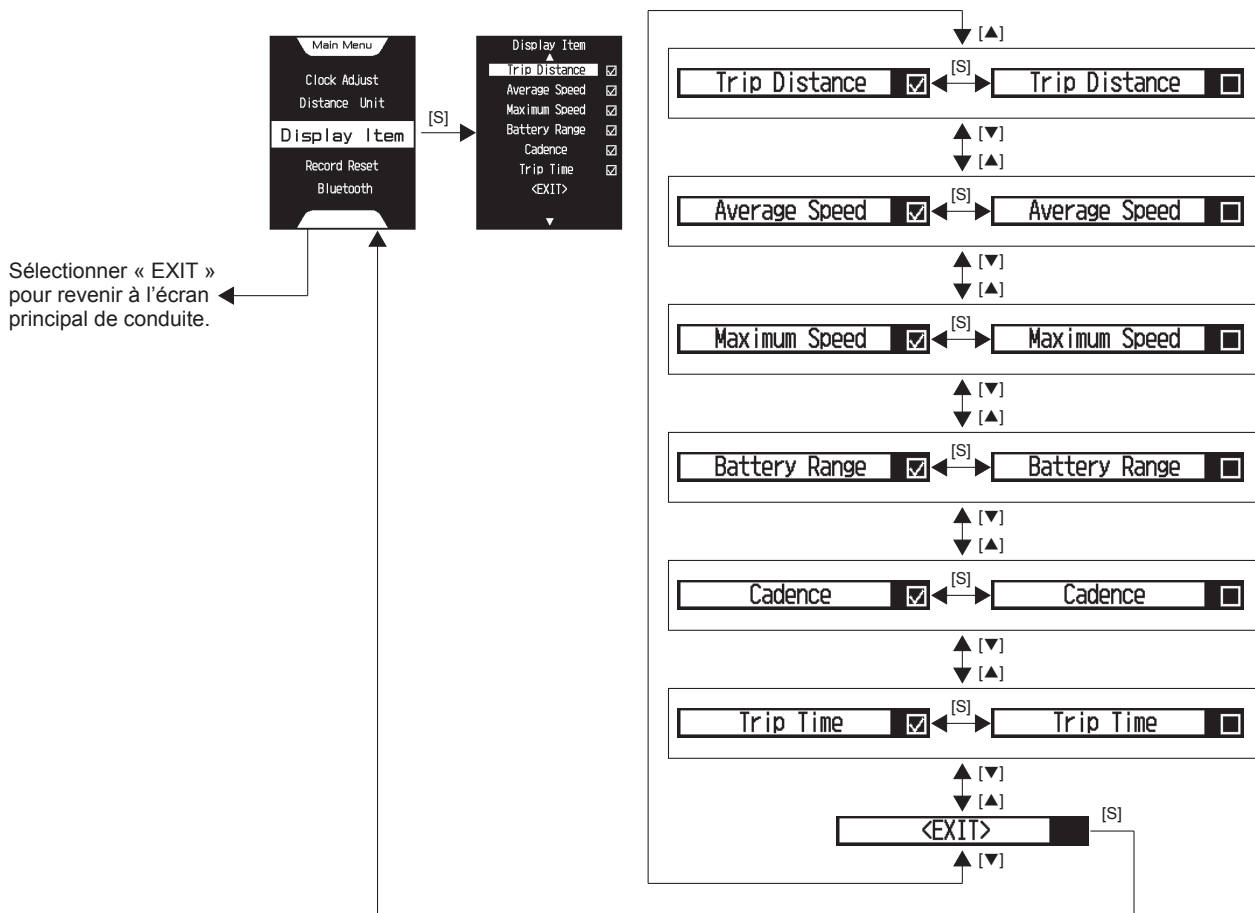 Main Menu
Clock Adjust
Distance Unit
Display Item
Record Reset
Bluetooth
[S]
Display Item
▲
Trip Distance ☑
Average Speed ☑
Maximum Speed ☑
Battery Range ☑
Cadence ☑
Trip Time ☑
<EXIT>
▼
Sélectionner « EXIT »
pour revenir à l’écran
principal de conduite.
[▲]
Trip Distance ☑ [S] Trip Distance ☐
[▼]
[▲]
Average Speed ☑ [S] Average Speed ☐
[▼]
[▲]
Maximum Speed ☑ [S] Maximum Speed ☐
[▼]
[▲]
Battery Range ☑ [S] Battery Range ☐
[▼]
[▲]
Cadence ☑ [S] Cadence ☐
[▼]
[▲]
Trip Time ☑ [S] Trip Time ☐
[▼]
[▲]
<EXIT> [S]
[▼]